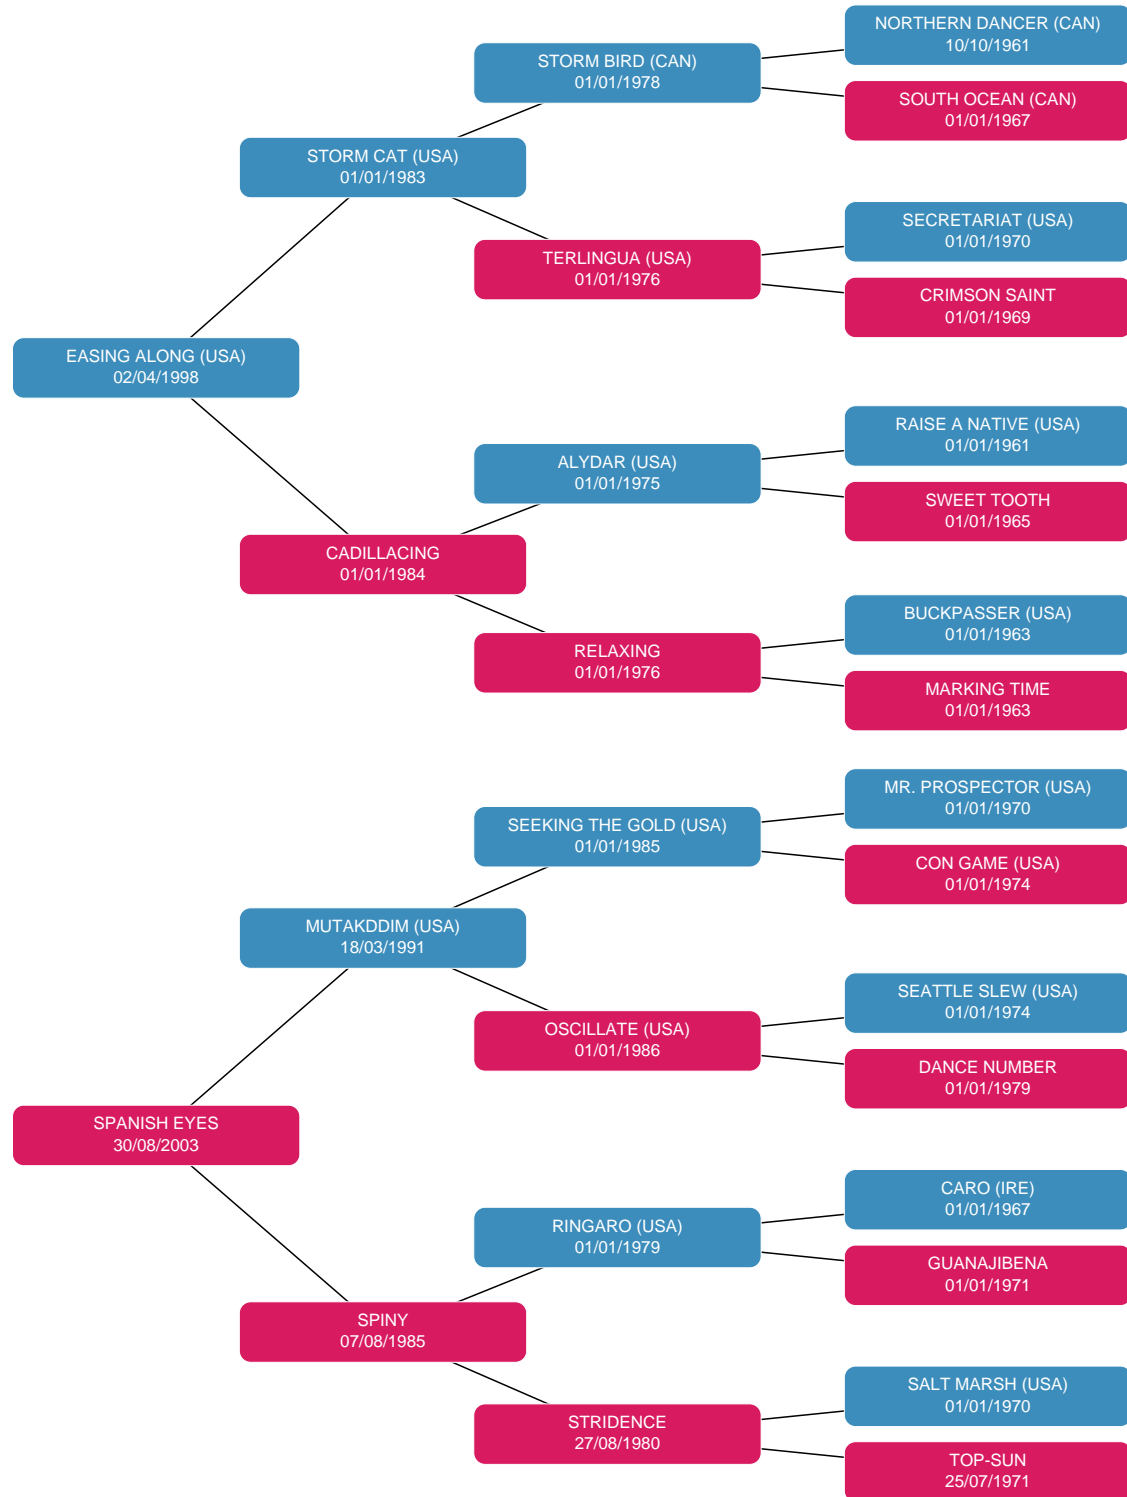 NORTHERN DANCER (CAN)
10/10/1961
STORM BIRD (CAN)
01/01/1978
SOUTH OCEAN (CAN)
01/01/1967
STORM CAT (USA)
01/01/1983
SECRETARIAT (USA)
01/01/1970
TERLINGUA (USA)
01/01/1976
CRIMSON SAINT
01/01/1969
EASING ALONG (USA)
02/04/1998
RAISE A NATIVE (USA)
01/01/1961
ALYDAR (USA)
01/01/1975
SWEET TOOTH
01/01/1965
CADILLACING
01/01/1984
BUCKPASSER (USA)
01/01/1963
RELAXING
01/01/1976
MARKING TIME
01/01/1963
MR. PROSPECTOR (USA)
01/01/1970
SEEKING THE GOLD (USA)
01/01/1985
CON GAME (USA)
01/01/1974
MUTAKDDIM (USA)
18/03/1991
SEATTLE SLEW (USA)
01/01/1974
OSCILLATE (USA)
01/01/1986
DANCE NUMBER
01/01/1979
SPANISH EYES
30/08/2003
CARO (IRE)
01/01/1967
RINGARO (USA)
01/01/1979
GUANAJIBENA
01/01/1971
SPINY
07/08/1985
SALT MARSH (USA)
01/01/1970
STRIDENCE
27/08/1980
TOP-SUN
25/07/1971